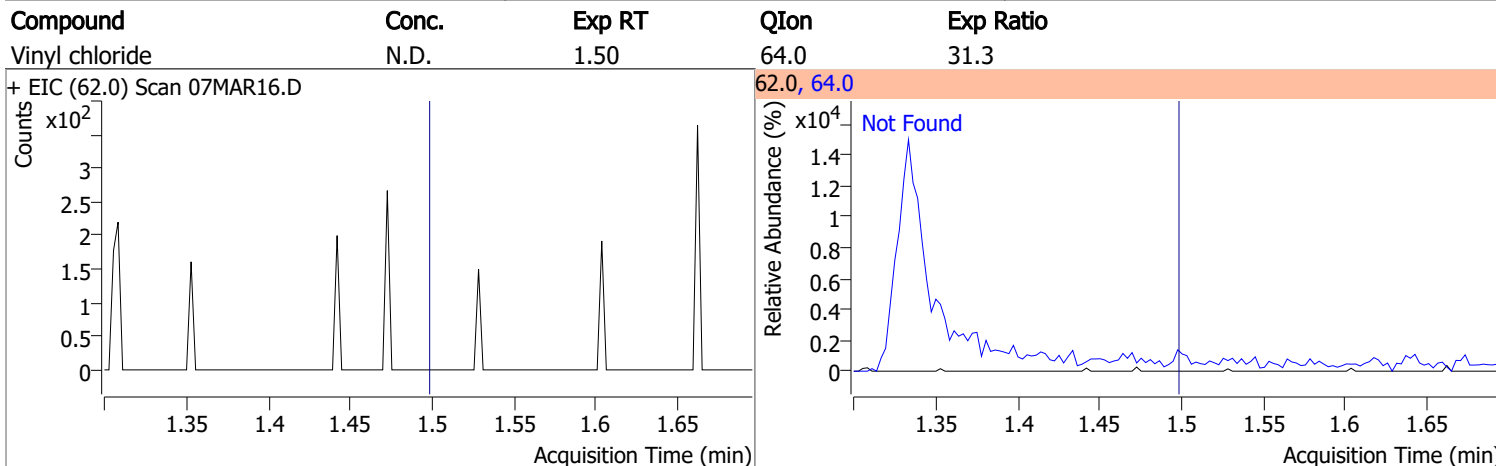 Compound Conc. Exp RT QIon Exp Ratio
Vinyl chloride N.D. 1.50 64.0 31.3
+ EIC (62.0) Scan 07MAR16.D
62.0, 64.0
Counts
x10²
3
2.5
2
1.5
1
0.5
0
1.35 1.4 1.45 1.5 1.55 1.6 1.65
Acquisition Time (min)
Relative Abundance (%)
x10⁴
Not Found
1.4
1.2
1
0.8
0.6
0.4
0.2
0
1.35 1.4 1.45 1.5 1.55 1.6 1.65
Acquisition Time (min)